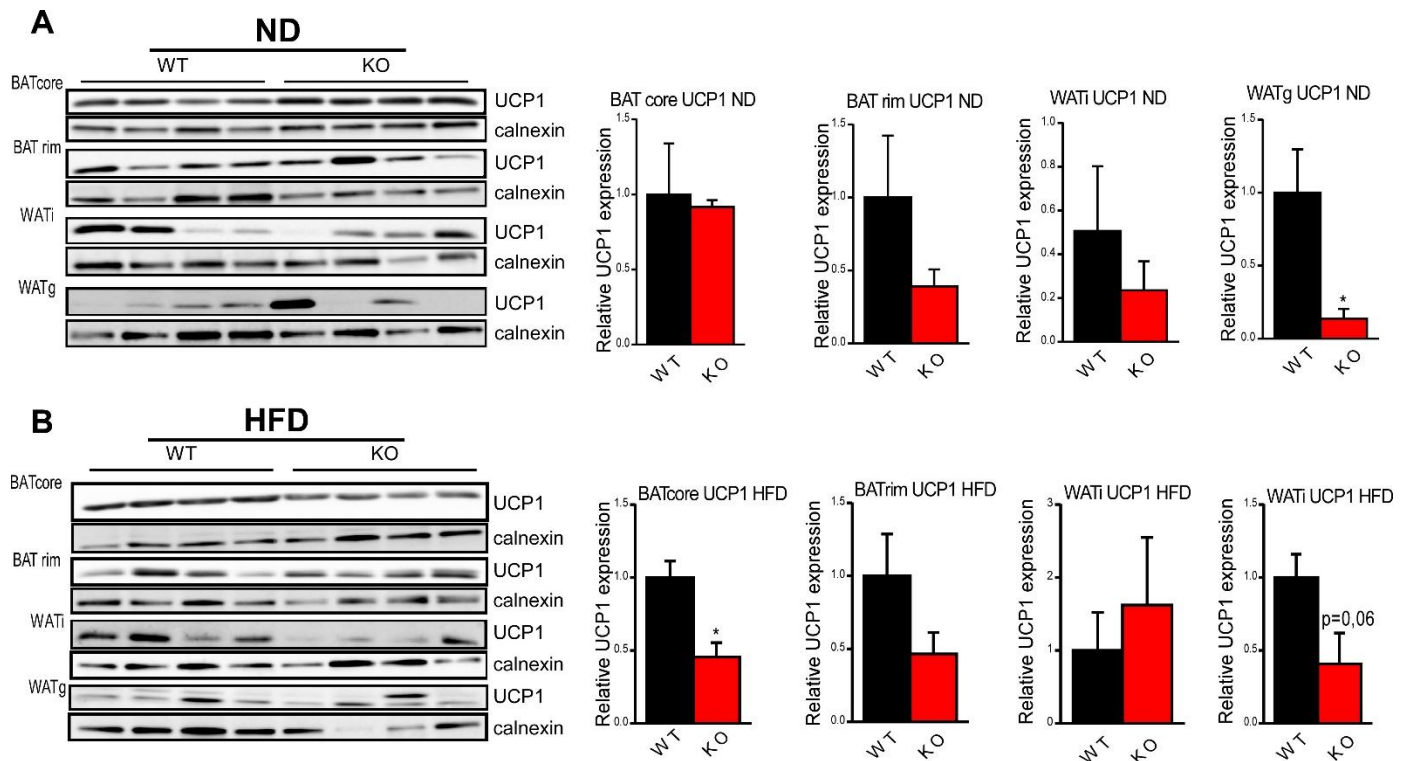 A
ND
WT KO
BATcore
UCP1
calnexin
BAT rim
UCP1
calnexin
WATi
UCP1
calnexin
WATg
UCP1
calnexin
BAT core UCP1 ND
Relative UCP1 expression
1.5
1.0
0.5
0.0
WT
KO
BAT rim UCP1 ND
Relative UCP1 expression
1.5
1.0
0.5
0.0
WT
KO
WATi UCP1 ND
Relative UCP1 expression
1.0
0.8
0.6
0.4
0.2
0.0
WT
KO
WATg UCP1 ND
Relative UCP1 expression
1.5
1.0
0.5
0.0
*
WT
KO
B
HFD
WT KO
BATcore
UCP1
calnexin
BAT rim
UCP1
calnexin
WATi
UCP1
calnexin
WATg
UCP1
calnexin
BATcore UCP1 HFD
Relative UCP1 expression
1.5
1.0
0.5
0.0
*
WT
KO
BATrim UCP1 HFD
Relative UCP1 expression
1.5
1.0
0.5
0.0
WT
KO
WATi UCP1 HFD
Relative UCP1 expression
3
2
1
0
WT
KO
WATi UCP1 HFD
Relative UCP1 expression
1.5
1.0
0.5
0.0
p=0,06
WT
KO